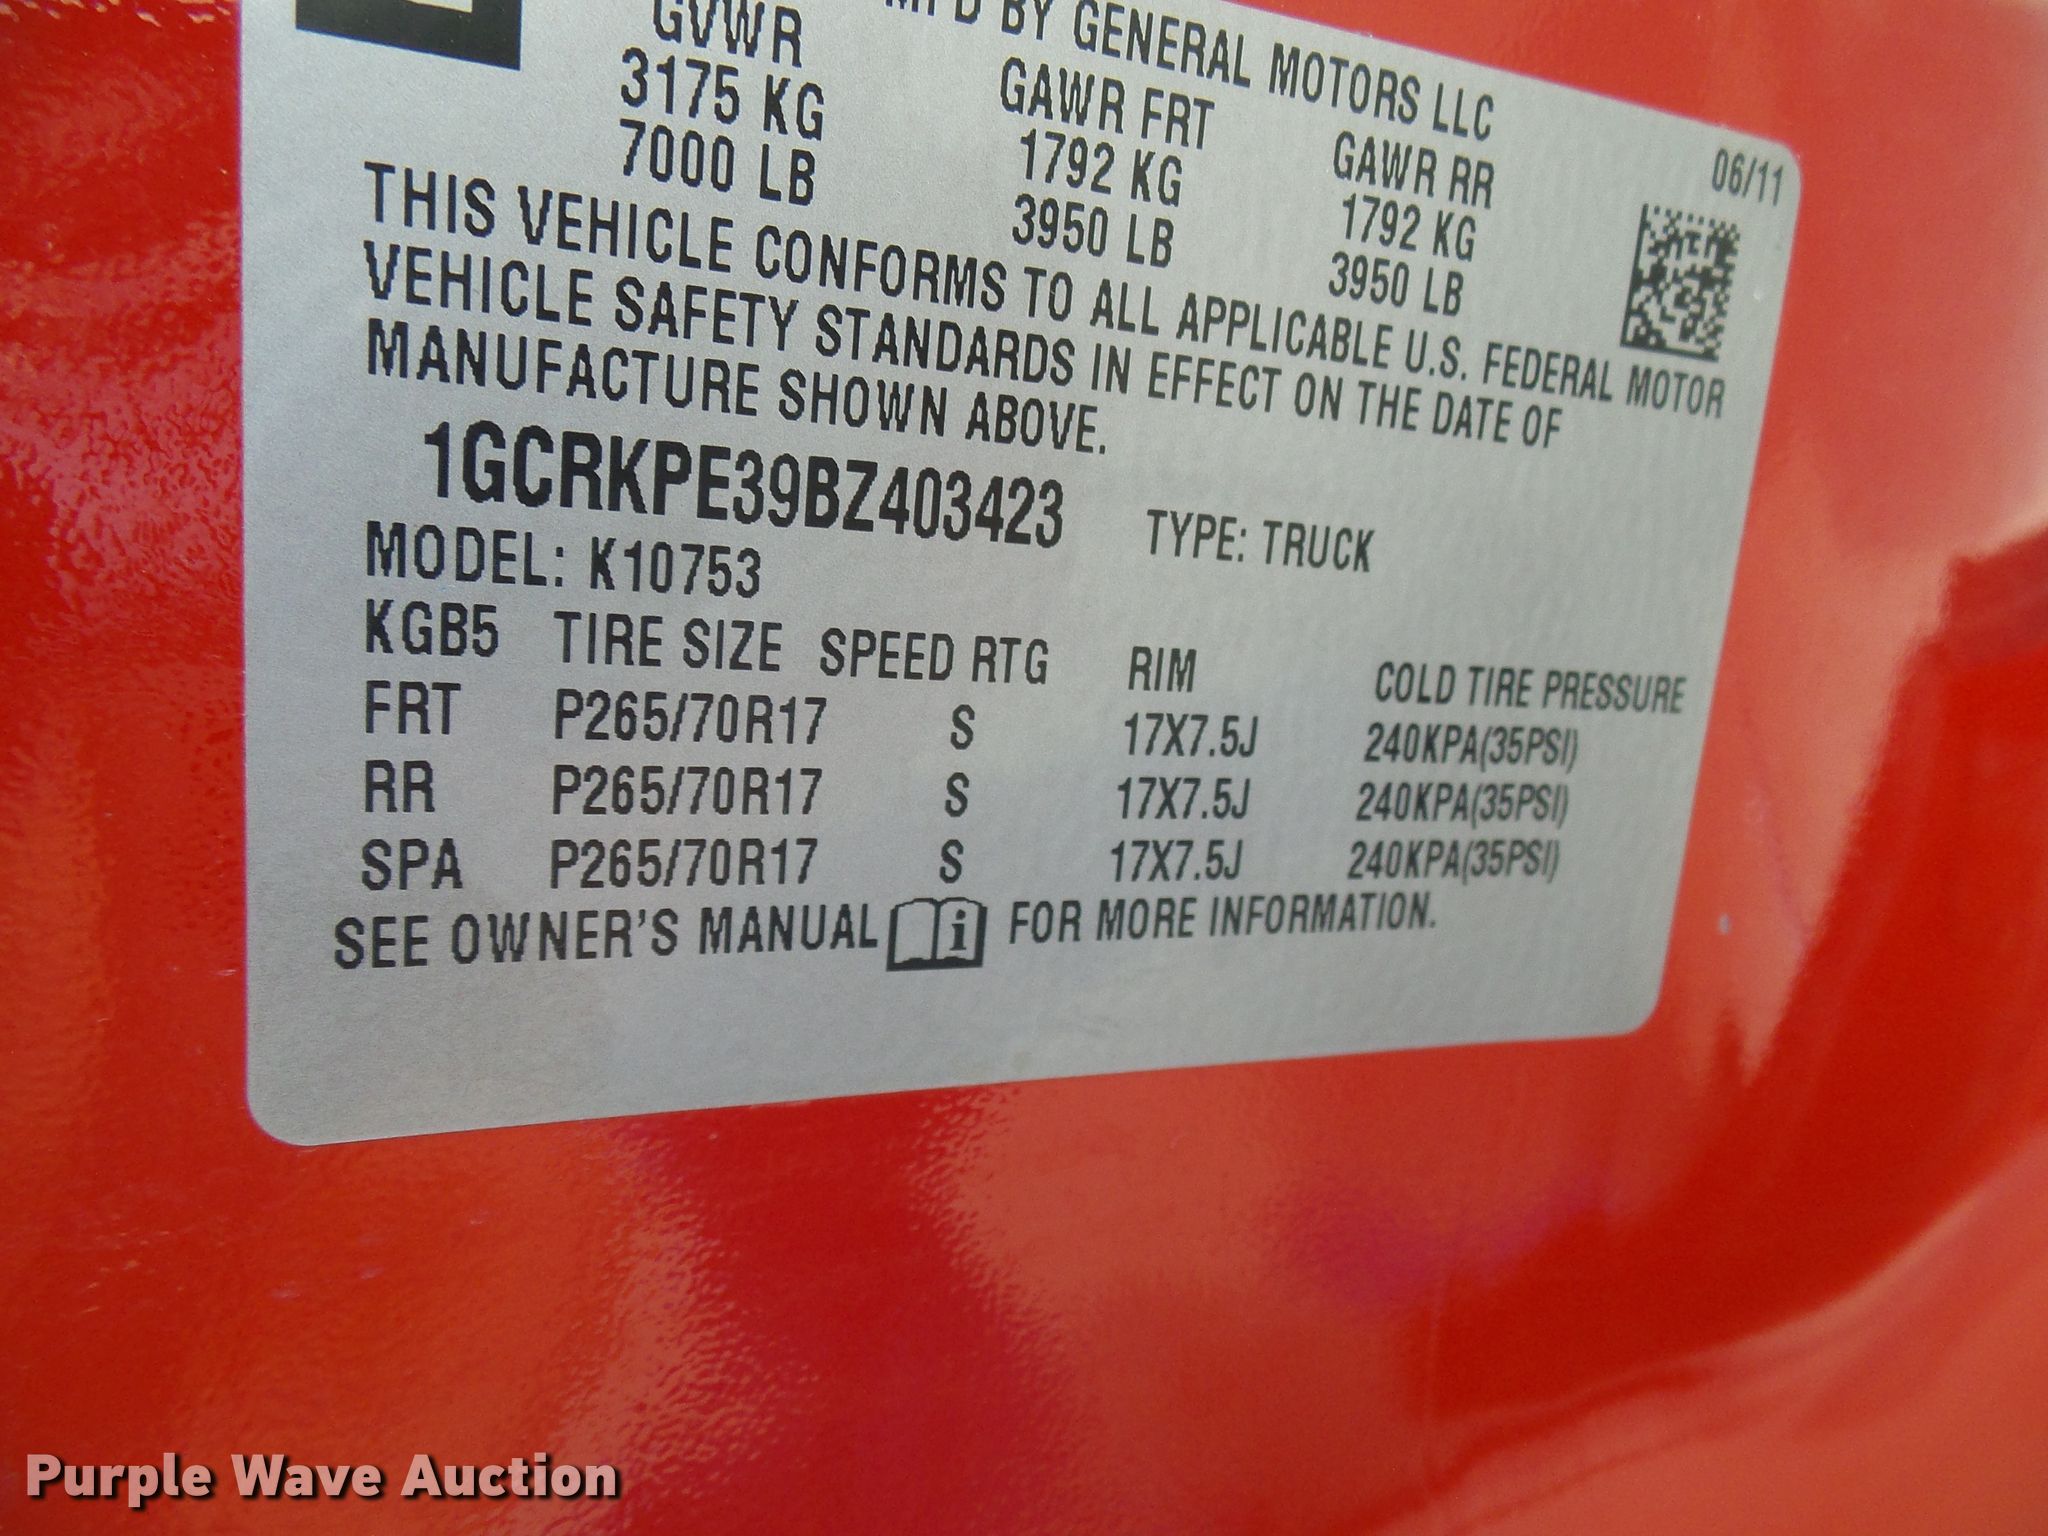 MFD BY GENERAL MOTORS LLC
GVWR GAWR FRT GAWR RR 06/11
3175 KG 1792 KG 1792 KG
7000 LB 3950 LB 3950 LB
THIS VEHICLE CONFORMS TO ALL APPLICABLE U.S. FEDERAL MOTOR
VEHICLE SAFETY STANDARDS IN EFFECT ON THE DATE OF
MANUFACTURE SHOWN ABOVE.
1GCRKPE39BZ403423 TYPE: TRUCK
MODEL: K10753
KGB5 TIRE SIZE SPEED RTG RIM COLD TIRE PRESSURE
FRT P265/70R17 S 17X7.5J 240KPA(35PSI)
RR P265/70R17 S 17X7.5J 240KPA(35PSI)
SPA P265/70R17 S 17X7.5J 240KPA(35PSI)
SEE OWNER'S MANUAL i FOR MORE INFORMATION.
Purple Wave Auction